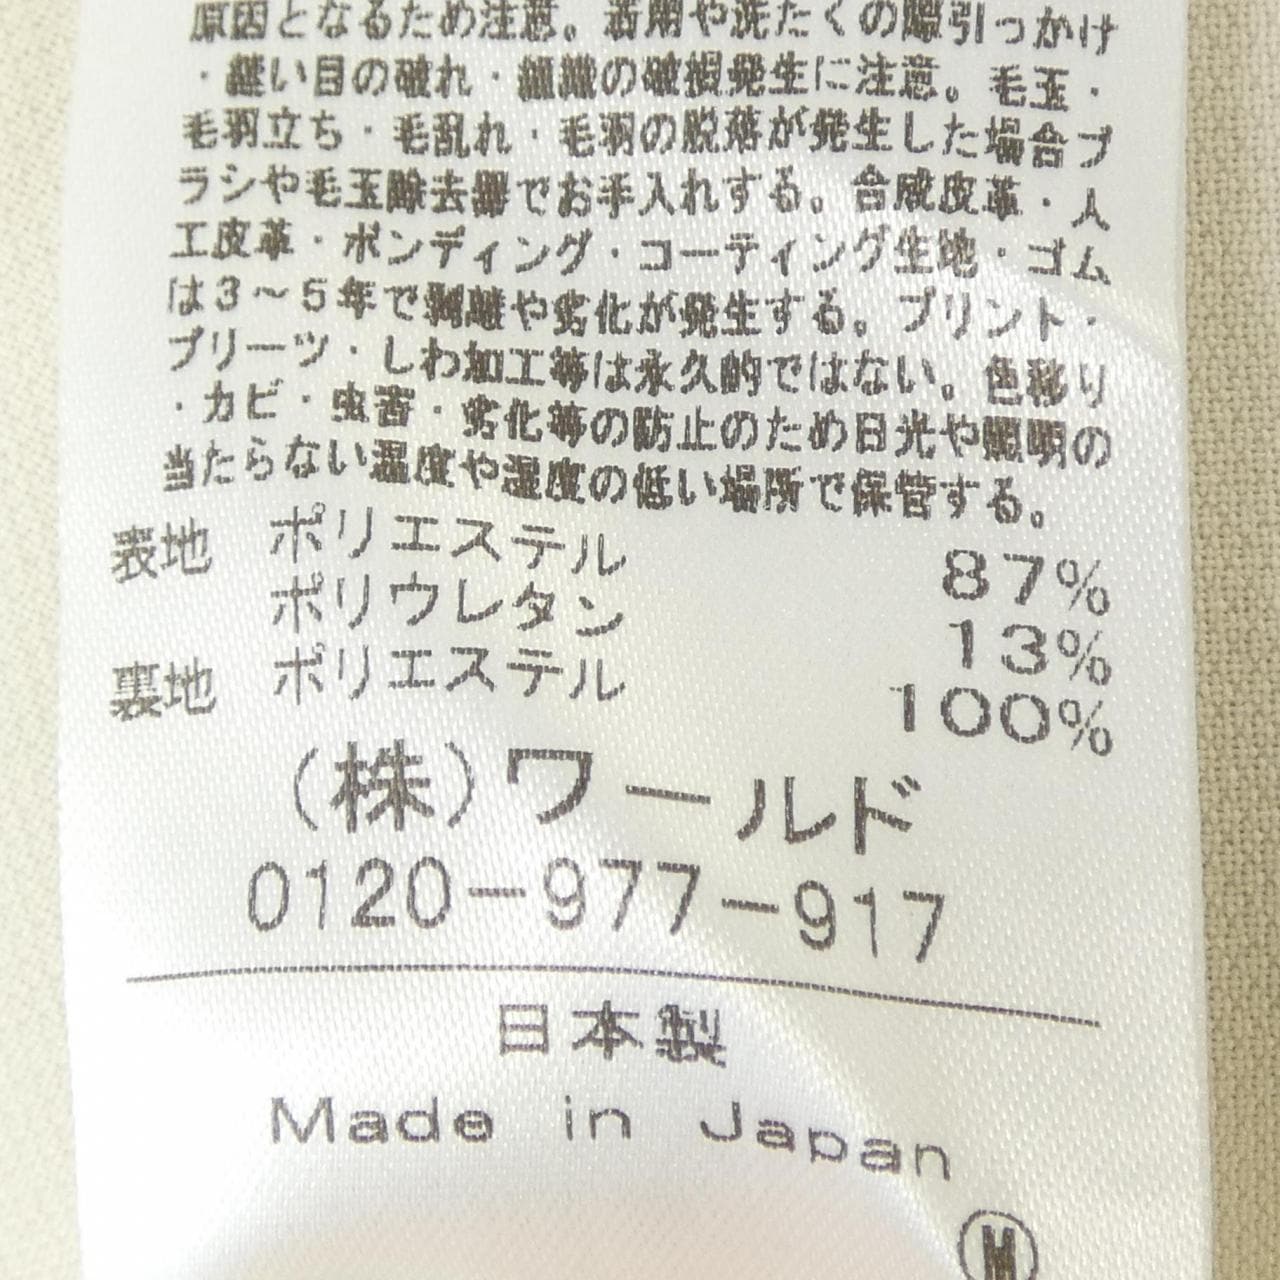 原因となるため注意。着用や洗たくの際引っかけ
・縫い目の破れ・組織の破損発生に注意。毛玉・
毛羽立ち・毛乱れ・毛羽の脱落が発生した場合ブ
ラシや毛玉除去器でお手入れする。合成皮革・人
工皮革・ボンディング・コーティング生地・ゴム
は3～5年で剥離や劣化が発生する。プリント・
プリーツ・しわ加工等は永久的ではない。色移り
・カビ・虫害・劣化等の防止のため日光や照明の
当たらない温度や湿度の低い場所で保管する。
表地 ポリエステル 87%
ポリウレタン 13%
裏地 ポリエステル 100%
(株)ワールド
0120-977-917
日本製
Made in Japan
M